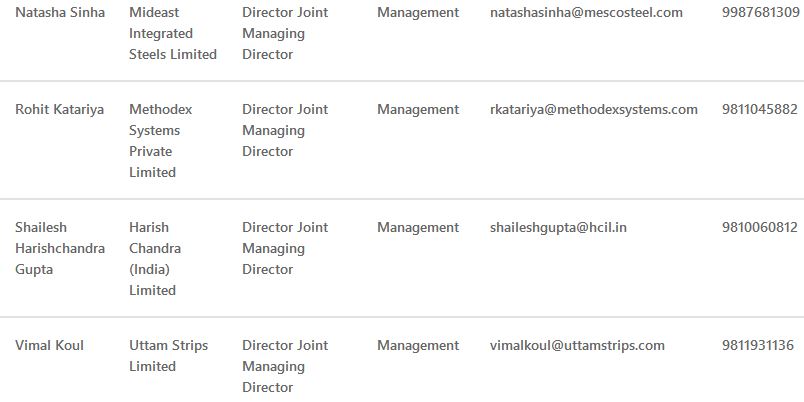 Natasha Sinha Mideast Director Joint Management natashasinha@mescosteel.com 9987681309
Integrated Managing
Steels Limited Director
Rohit Katariya Methodex Director Joint Management rkatariya@methodexsystems.com 9811045882
Systems Managing
Private Director
Limited
Shailesh Harish Director Joint Management shaileshgupta@hcil.in 9810060812
Harishchandra Chandra Managing
Gupta (India) Director
Limited
Vimal Koul Uttam Strips Director Joint Management vimalkoul@uttamstrips.com 9811931136
Limited Managing
Director